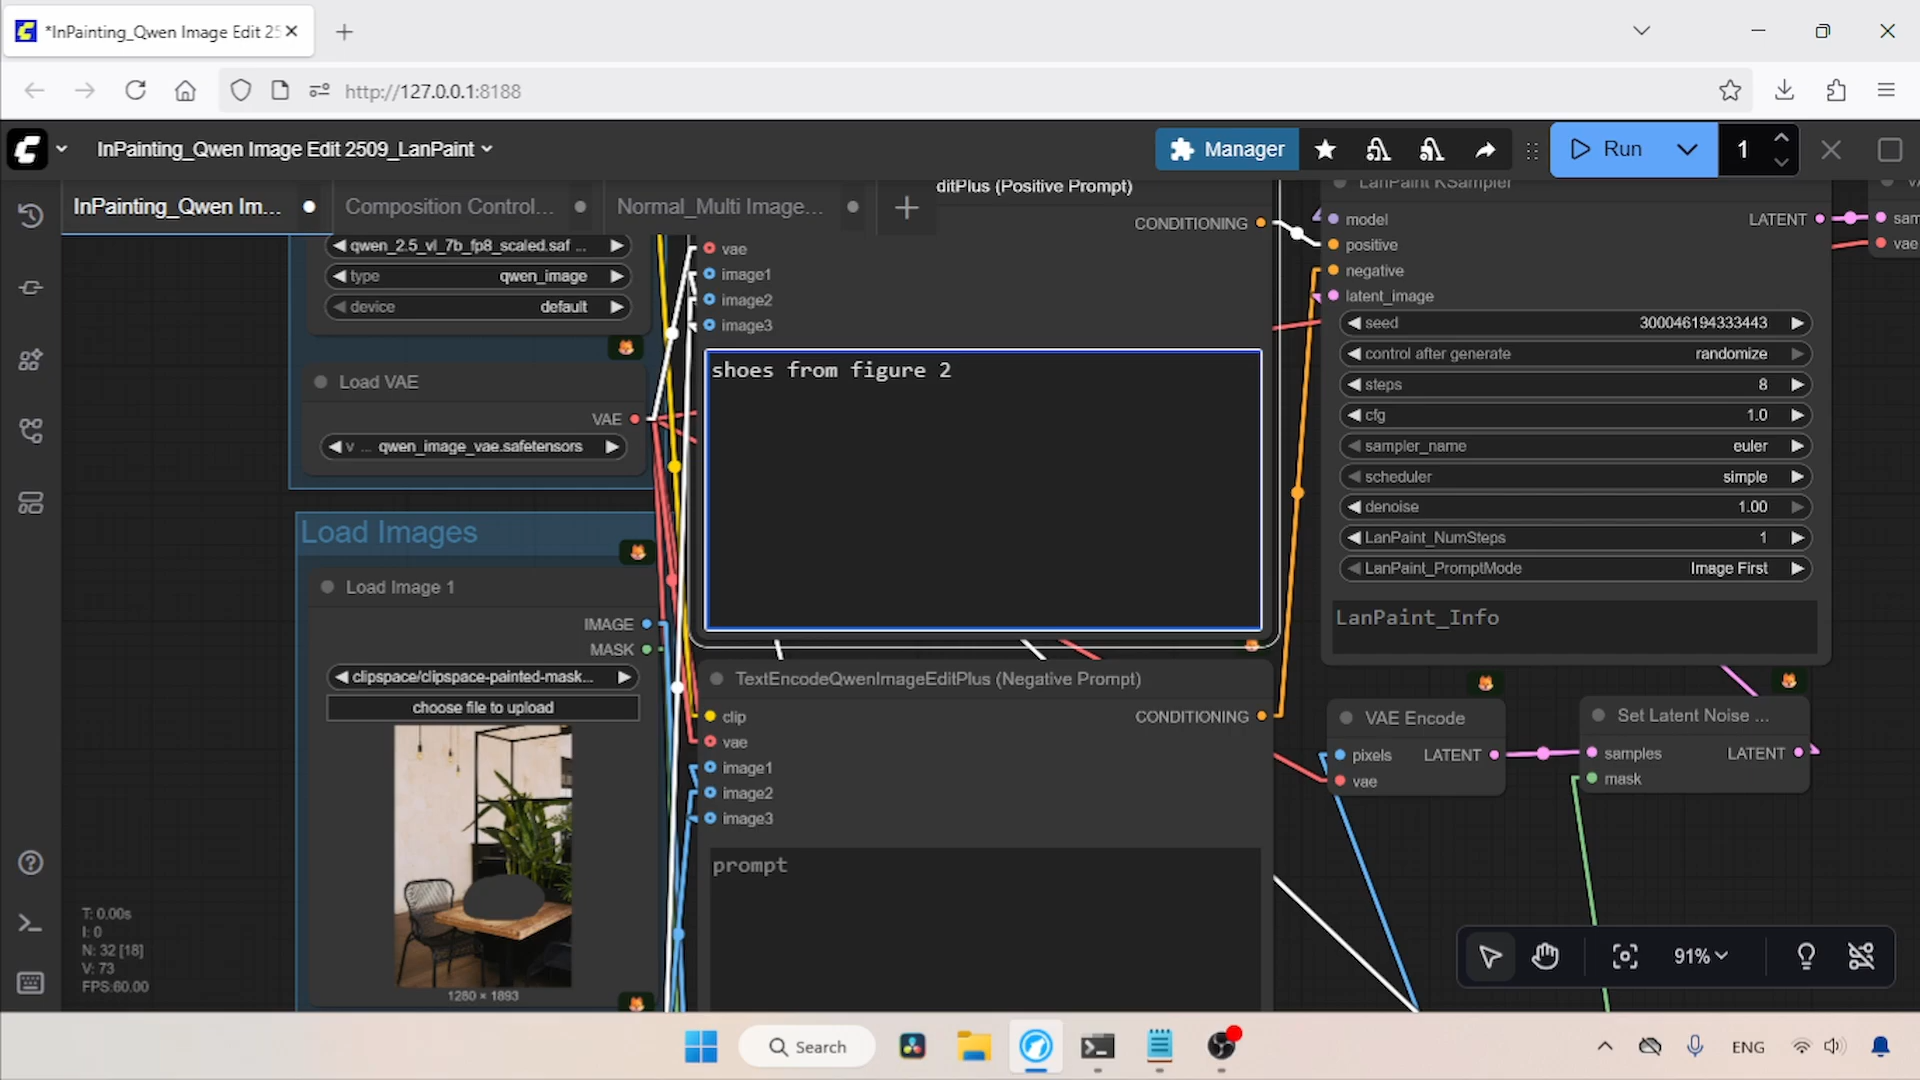 *InPainting_Qwen Image Edit 25
http://127.0.0.1:8188
InPainting_Qwen Image Edit 2509_LanPaint
Manager
Run
1
InPainting_Qwen Im...
Composition Control...
Normal_Multi Image...
ditPlus (Positive Prompt)
CONDITIONING
vae
image1
image2
image3
shoes from figure 2
qwen_2.5_vl_7b_fp8_scaled.saf ...
type qwen_image
device default
Load VAE
VAE
v ... qwen_image_vae.safetensors
Load Images
Load Image 1
IMAGE
MASK
clipspace/clipspace-painted-mask...
choose file to upload
1280 × 1893
TextEncodeQwenImageEditPlus (Negative Prompt)
clip CONDITIONING
vae
image1
image2
image3
prompt
LanPaint KSampler
model LATENT
positive
negative
latent_image
seed 300046194333443
control after generate randomize
steps 8
cfg 1.0
sampler_name euler
scheduler simple
denoise 1.00
LanPaint_NumSteps 1
LanPaint_PromptMode Image First
LanPaint_Info
sam
vae
VAE Encode
pixels LATENT
vae
Set Latent Noise ...
samples LATENT
mask
T: 0.00s
I: 0
N: 32 [18]
V: 73
FPS:60.00
91%
Search
ENG